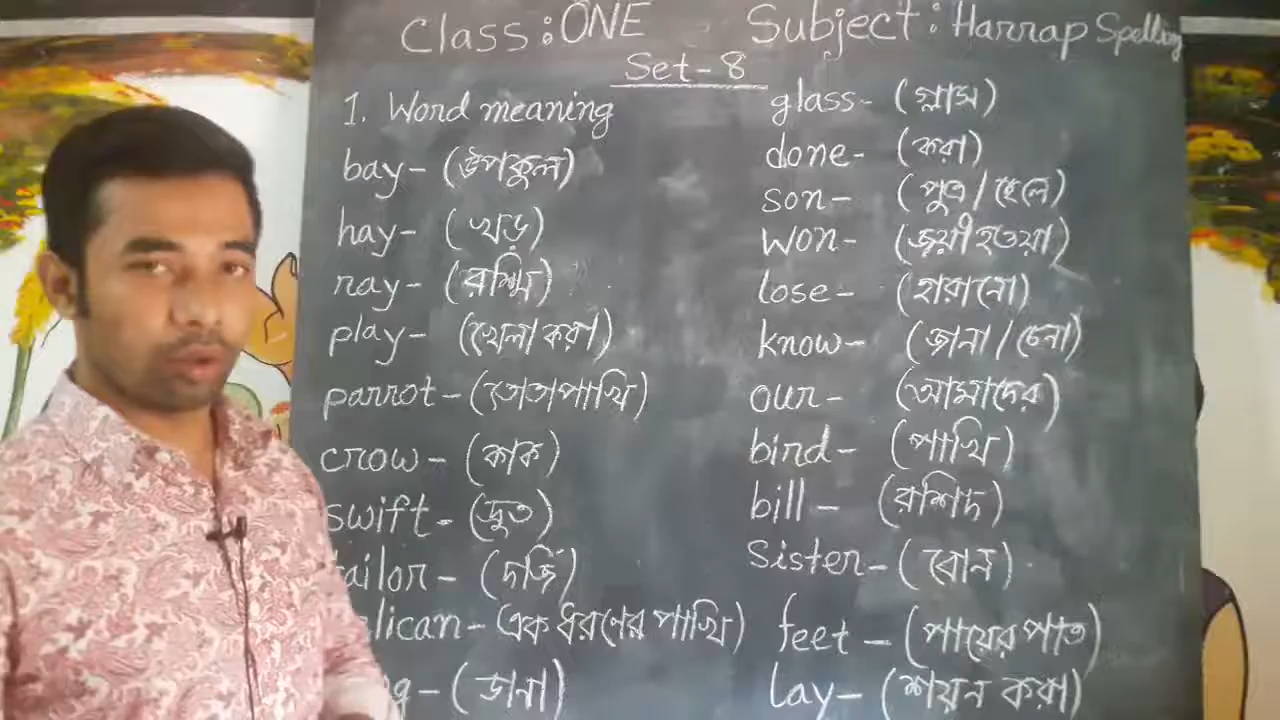 Class: ONE Subject: Harrap Spelling
Set-8
1. Word meaning
bay- (উপকুল)
hay- (খড়)
ray- (রশ্মি)
play- (খেলা করা)
parrot- (তোতাপাখি)
crow- (কাক)
swift- (দ্রুত)
ailor- (দর্জি)
lican- এক ধরণের পাখি)
g- (ডানা)
glass- (গ্লাস)
done- (করা)
son- (পুত্র/ছেলে)
won- (জয়ী হওয়া)
lose- (হারানো)
know- (জানা/চেনা)
our- (আমাদের)
bird- (পাখি)
bill- (রশিদ)
Sister- (বোন)
feet- (পায়ের পাত)
lay- (শয়ন করা)